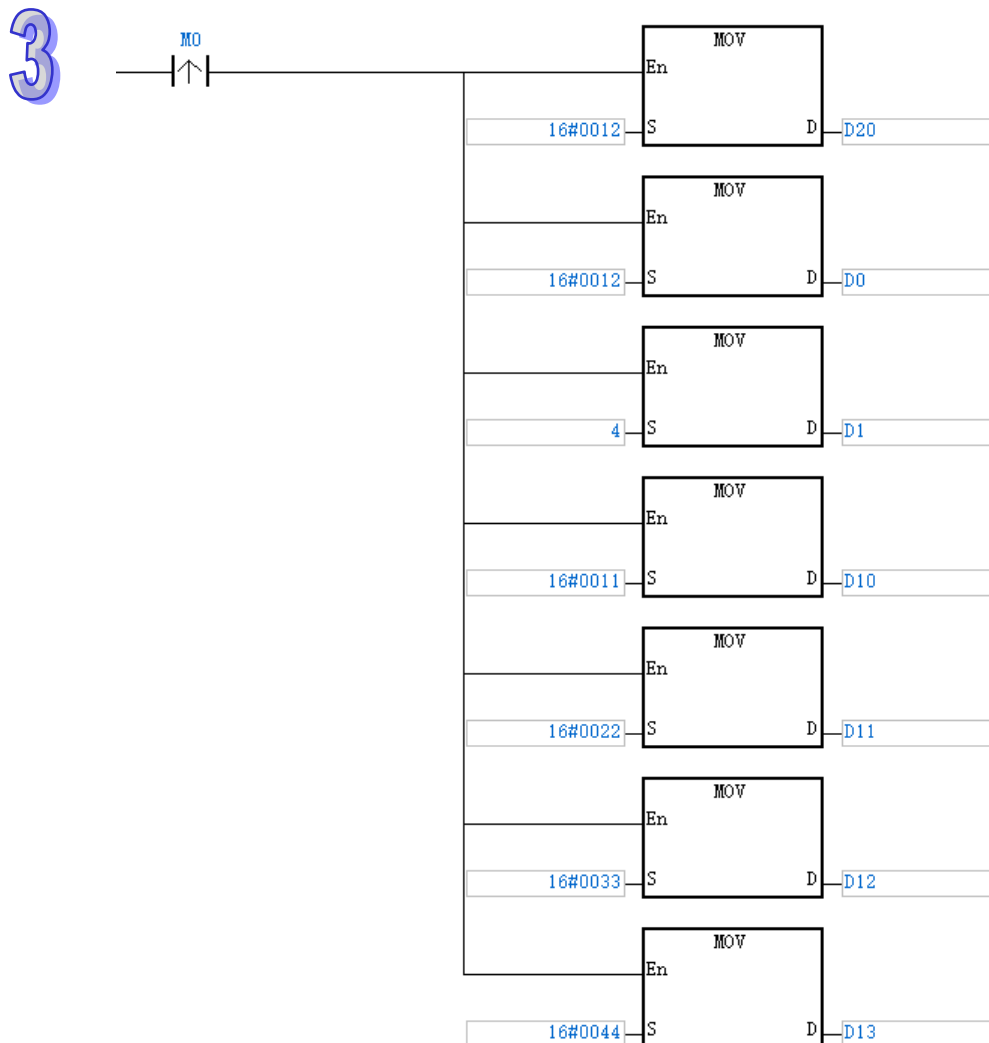 3
M0
MOV
En
16#0012 S D D20
MOV
En
16#0012 S D D0
MOV
En
4 S D D1
MOV
En
16#0011 S D D10
MOV
En
16#0022 S D D11
MOV
En
16#0033 S D D12
MOV
En
16#0044 S D D13